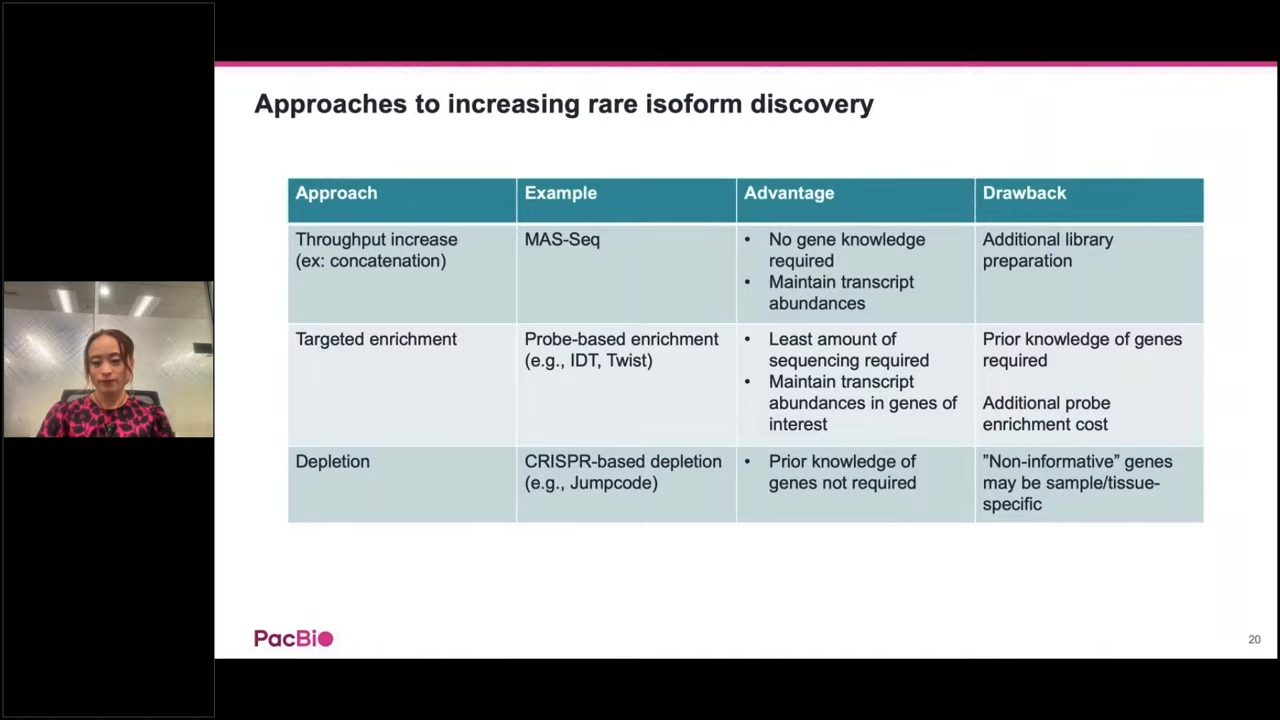 Approaches to increasing rare isoform discovery
Approach
Example
Advantage
Drawback
Throughput increase
(ex: concatenation)
MAS-Seq
• No gene knowledge
required
• Maintain transcript
abundances
Additional library
preparation
Targeted enrichment
Probe-based enrichment
(e.g., IDT, Twist)
• Least amount of
sequencing required
• Maintain transcript
abundances in genes of
interest
Prior knowledge of genes
required
Additional probe
enrichment cost
Depletion
CRISPR-based depletion
(e.g., Jumpcode)
• Prior knowledge of
genes not required
”Non-informative” genes
may be sample/tissue-
specific
PacBio
20